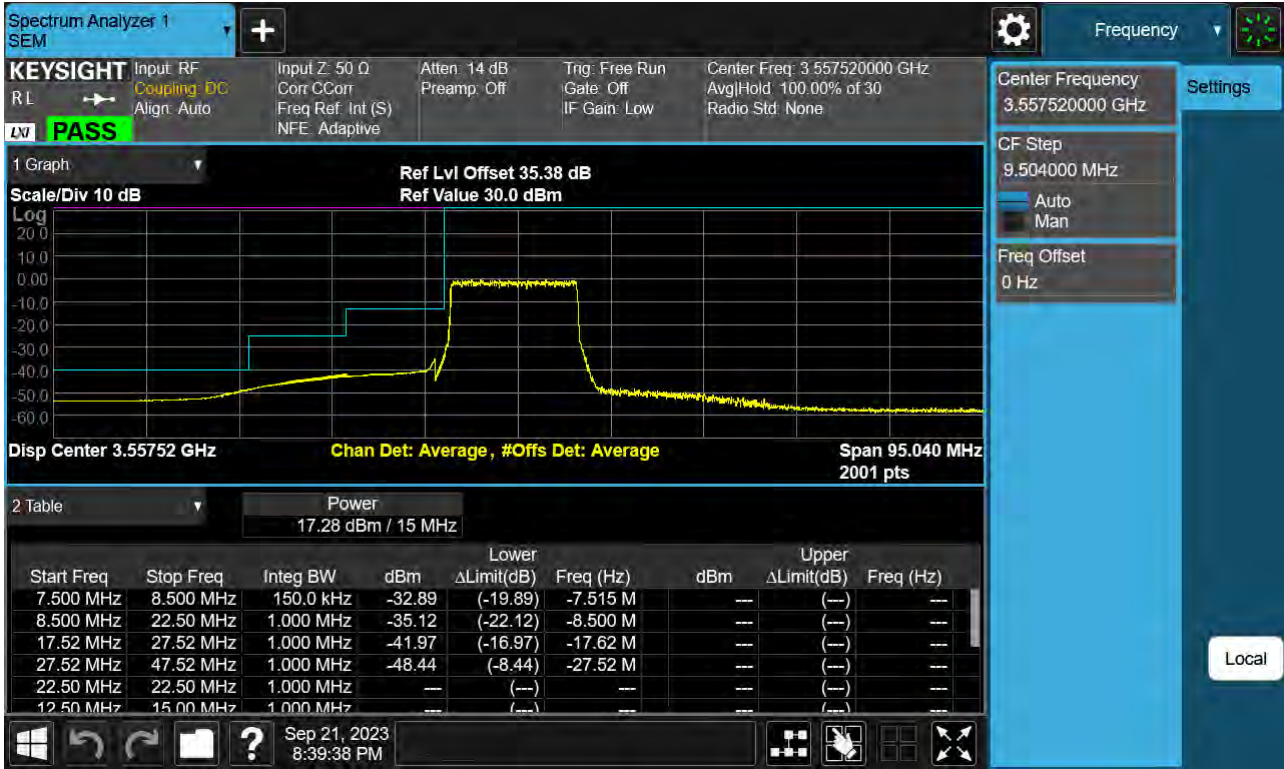 Spectrum Analyzer 1
SEM
Frequency
KEYSIGHT
RL
LXI
PASS
Input: RF
Coupling: DC
Align: Auto
Input Z: 50 Ω
Corr CCorr
Freq Ref: Int (S)
NFE: Adaptive
Atten: 14 dB
Preamp: Off
Trig: Free Run
Gate: Off
IF Gain: Low
Center Freq: 3.557520000 GHz
Avg|Hold: 100.00% of 30
Radio Std: None
Center Frequency
3.557520000 GHz
Settings
CF Step
9.504000 MHz
Auto
Man
Freq Offset
0 Hz
Local
1 Graph
Scale/Div 10 dB
Ref Lvl Offset 35.38 dB
Ref Value 30.0 dBm
Log
20.0
10.0
0.00
-10.0
-20.0
-30.0
-40.0
-50.0
-60.0
Disp Center 3.55752 GHz
Chan Det: Average, #Offs Det: Average
Span 95.040 MHz
2001 pts
2 Table
Power
17.28 dBm / 15 MHz
Lower Upper
Start Freq Stop Freq Integ BW dBm ΔLimit(dB) Freq (Hz) dBm ΔLimit(dB) Freq (Hz)
7.500 MHz 8.500 MHz 150.0 kHz -32.89 (-19.89) -7.515 M --- (---) ---
8.500 MHz 22.50 MHz 1.000 MHz -35.12 (-22.12) -8.500 M --- (---) ---
17.52 MHz 27.52 MHz 1.000 MHz -41.97 (-16.97) -17.62 M --- (---) ---
27.52 MHz 47.52 MHz 1.000 MHz -48.44 (-8.44) -27.52 M --- (---) ---
22.50 MHz 22.50 MHz 1.000 MHz --- (---) --- --- (---) ---
12.50 MHz 15.00 MHz 1.000 MHz --- (---) --- --- (---) ---
?
Sep 21, 2023
8:39:38 PM